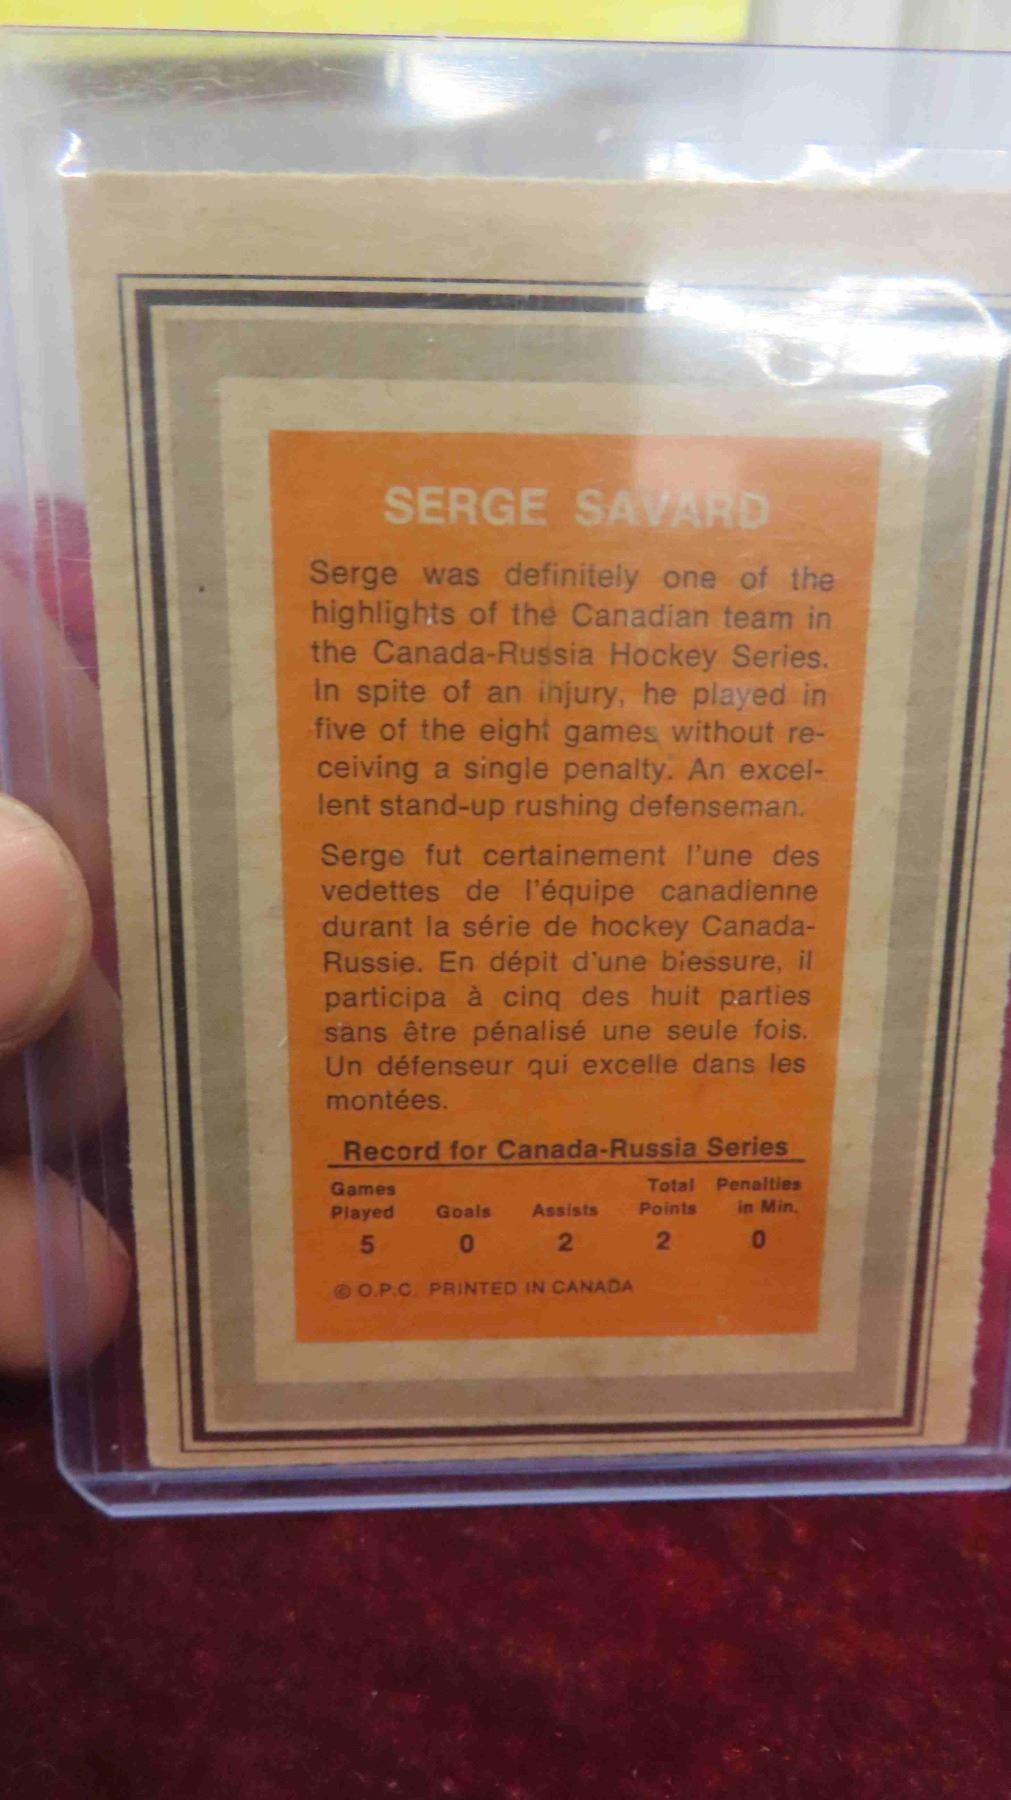 SERGE SAVARD
Serge was definitely one of the
highlights of the Canadian team in
the Canada-Russia Hockey Series.
In spite of an injury, he played in
five of the eight games without re-
ceiving a single penalty. An excel-
lent stand-up rushing defenseman.
Serge fut certainement l'une des
vedettes de l'équipe canadienne
durant la série de hockey Canada-
Russie. En dépit d'une blessure, il
participa à cinq des huit parties
sans être pénalisé une seule fois.
Un défenseur qui excelle dans les
montées.
Record for Canada-Russia Series
Games Played Goals Assists Total Points Penalties in Min.
5 0 2 2 0
© O.P.C. PRINTED IN CANADA